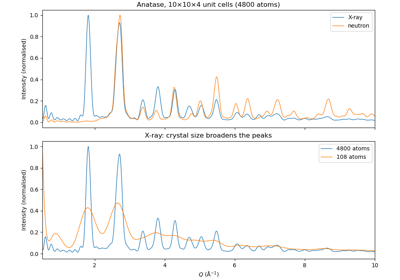 Anatase, 10×10×4 unit cells (4800 atoms)
Intensity (normalised)
1.0
0.8
0.6
0.4
0.2
0.0
X-ray
neutron
X-ray: crystal size broadens the peaks
Intensity (normalised)
1.0
0.8
0.6
0.4
0.2
0.0
4800 atoms
108 atoms
2
4
6
8
10
Q (Å⁻¹)